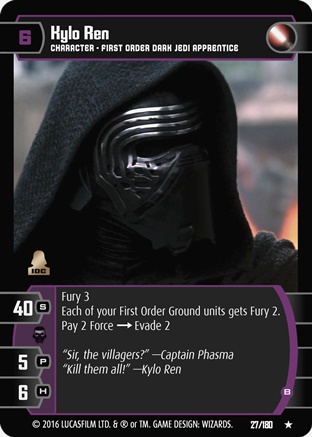 6 Kylo Ren
CHARACTER - FIRST ORDER DARK JEDI APPRENTICE
IDC
40 S
Fury 3
Each of your First Order Ground units gets Fury 2.
Pay 2 Force → Evade 2
5 P
“Sir, the villagers?” —Captain Phasma
“Kill them all!” —Kylo Ren
6 H
B
© 2016 LUCASFILM LTD. & ® or TM. GAME DESIGN: WIZARDS. 27/180 ★